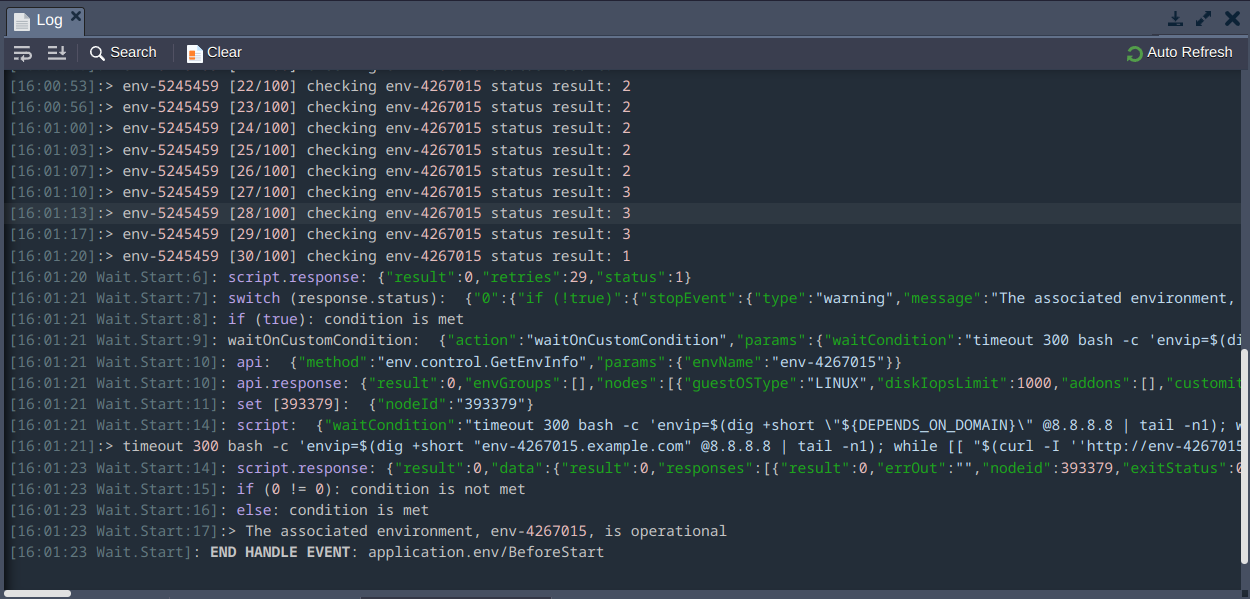 Log
Search Clear Auto Refresh
[16:00:53]:> env-5245459 [22/100] checking env-4267015 status result: 2
[16:00:56]:> env-5245459 [23/100] checking env-4267015 status result: 2
[16:01:00]:> env-5245459 [24/100] checking env-4267015 status result: 2
[16:01:03]:> env-5245459 [25/100] checking env-4267015 status result: 2
[16:01:07]:> env-5245459 [26/100] checking env-4267015 status result: 2
[16:01:10]:> env-5245459 [27/100] checking env-4267015 status result: 3
[16:01:13]:> env-5245459 [28/100] checking env-4267015 status result: 3
[16:01:17]:> env-5245459 [29/100] checking env-4267015 status result: 3
[16:01:20]:> env-5245459 [30/100] checking env-4267015 status result: 1
[16:01:20 Wait.Start:6]: script.response: {"result":0,"retries":29,"status":1}
[16:01:21 Wait.Start:7]: switch (response.status):  {"0":{"if (!true)":{"stopEvent":{"type":"warning","message":"The associated environment,
[16:01:21 Wait.Start:8]: if (true): condition is met
[16:01:21 Wait.Start:9]: waitOnCustomCondition:  {"action":"waitOnCustomCondition","params":{"waitCondition":"timeout 300 bash -c 'envip=$(di
[16:01:21 Wait.Start:10]: api:  {"method":"env.control.GetEnvInfo","params":{"envName":"env-4267015"}}
[16:01:21 Wait.Start:10]: api.response: {"result":0,"envGroups":[],"nodes":[{"guestOSType":"LINUX","diskIopsLimit":1000,"addons":[],"customit
[16:01:21 Wait.Start:11]: set [393379]:  {"nodeId":"393379"}
[16:01:21 Wait.Start:14]: script:  {"waitCondition":"timeout 300 bash -c 'envip=$(dig +short \"${DEPENDS_ON_DOMAIN}\" @8.8.8.8 | tail -n1); w
[16:01:21]:> timeout 300 bash -c 'envip=$(dig +short "env-4267015.example.com" @8.8.8.8 | tail -n1); while [[ "$(curl -I ''http://env-4267015
[16:01:23 Wait.Start:14]: script.response: {"result":0,"data":{"result":0,"responses":[{"result":0,"errOut":"","nodeid":393379,"exitStatus":0
[16:01:23 Wait.Start:15]: if (0 != 0): condition is not met
[16:01:23 Wait.Start:16]: else: condition is met
[16:01:23 Wait.Start:17]:> The associated environment, env-4267015, is operational
[16:01:23 Wait.Start]: END HANDLE EVENT: application.env/BeforeStart